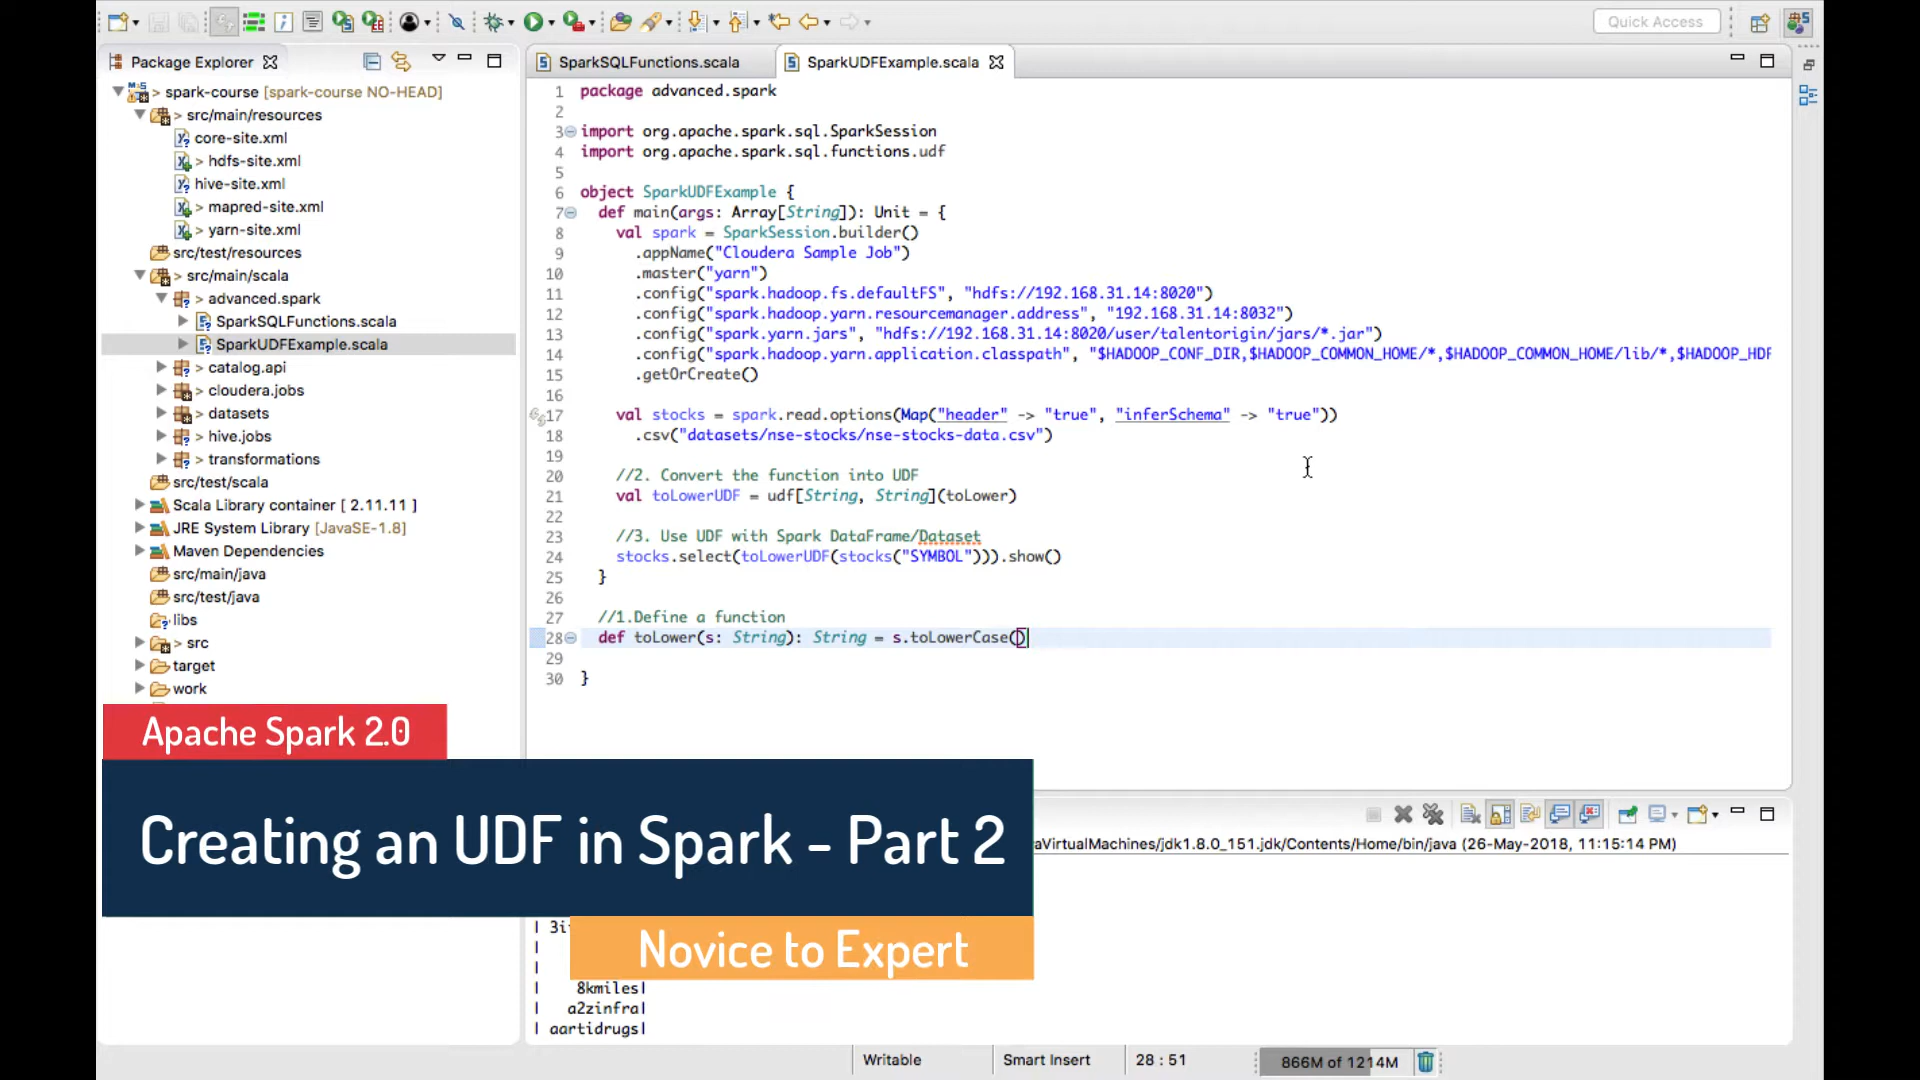 Quick Access
Package Explorer
SparkSQLFunctions.scala
SparkUDFExample.scala
> spark-course [spark-course NO-HEAD]
> src/main/resources
core-site.xml
> hdfs-site.xml
hive-site.xml
> mapred-site.xml
> yarn-site.xml
src/test/resources
> src/main/scala
> advanced.spark
SparkSQLFunctions.scala
SparkUDFExample.scala
> catalog.api
> cloudera.jobs
> datasets
> hive.jobs
> transformations
src/test/scala
Scala Library container [ 2.11.11 ]
JRE System Library [JavaSE-1.8]
Maven Dependencies
src/main/java
src/test/java
libs
> src
target
work
1 package advanced.spark
2
3 import org.apache.spark.sql.SparkSession
4 import org.apache.spark.sql.functions.udf
5
6 object SparkUDFExample {
7 def main(args: Array[String]): Unit = {
8 val spark = SparkSession.builder()
9 .appName("Cloudera Sample Job")
10 .master("yarn")
11 .config("spark.hadoop.fs.defaultFS", "hdfs://192.168.31.14:8020")
12 .config("spark.hadoop.yarn.resourcemanager.address", "192.168.31.14:8032")
13 .config("spark.yarn.jars", "hdfs://192.168.31.14:8020/user/talentorigin/jars/*.jar")
14 .config("spark.hadoop.yarn.application.classpath", "$HADOOP_CONF_DIR,$HADOOP_COMMON_HOME/*,$HADOOP_COMMON_HOME/lib/*,$HADOOP_HDF
15 .getOrCreate()
16
17 val stocks = spark.read.options(Map("header" -> "true", "inferSchema" -> "true"))
18 .csv("datasets/nse-stocks/nse-stocks-data.csv")
19
20 //2. Convert the function into UDF
21 val toLowerUDF = udf[String, String](toLower)
22
23 //3. Use UDF with Spark DataFrame/Dataset
24 stocks.select(toLowerUDF(stocks("SYMBOL"))).show()
25 }
26
27 //1.Define a function
28 def toLower(s: String): String = s.toLowerCase()
29
30 }
Apache Spark 2.0
Creating an UDF in Spark - Part 2
Novice to Expert
aVirtualMachines/jdk1.8.0_151.jdk/Contents/Home/bin/java (26-May-2018, 11:15:14 PM)
| 3i
|
|
| 8kmiles|
| a2zinfra|
| aartidrugs|
Writable
Smart Insert
28 : 51
866M of 1214M